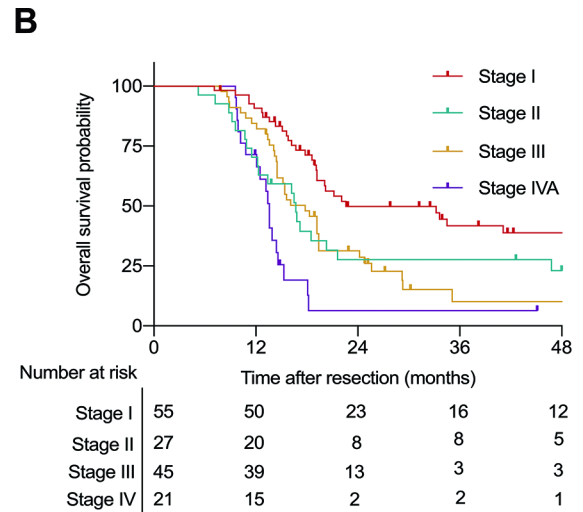 B
Overall survival probability
100
75
50
25
0
Stage I
Stage II
Stage III
Stage IVA
0 12 24 36 48
Time after resection (months)
Number at risk
Stage I 55 50 23 16 12
Stage II 27 20 8 8 5
Stage III 45 39 13 3 3
Stage IV 21 15 2 2 1